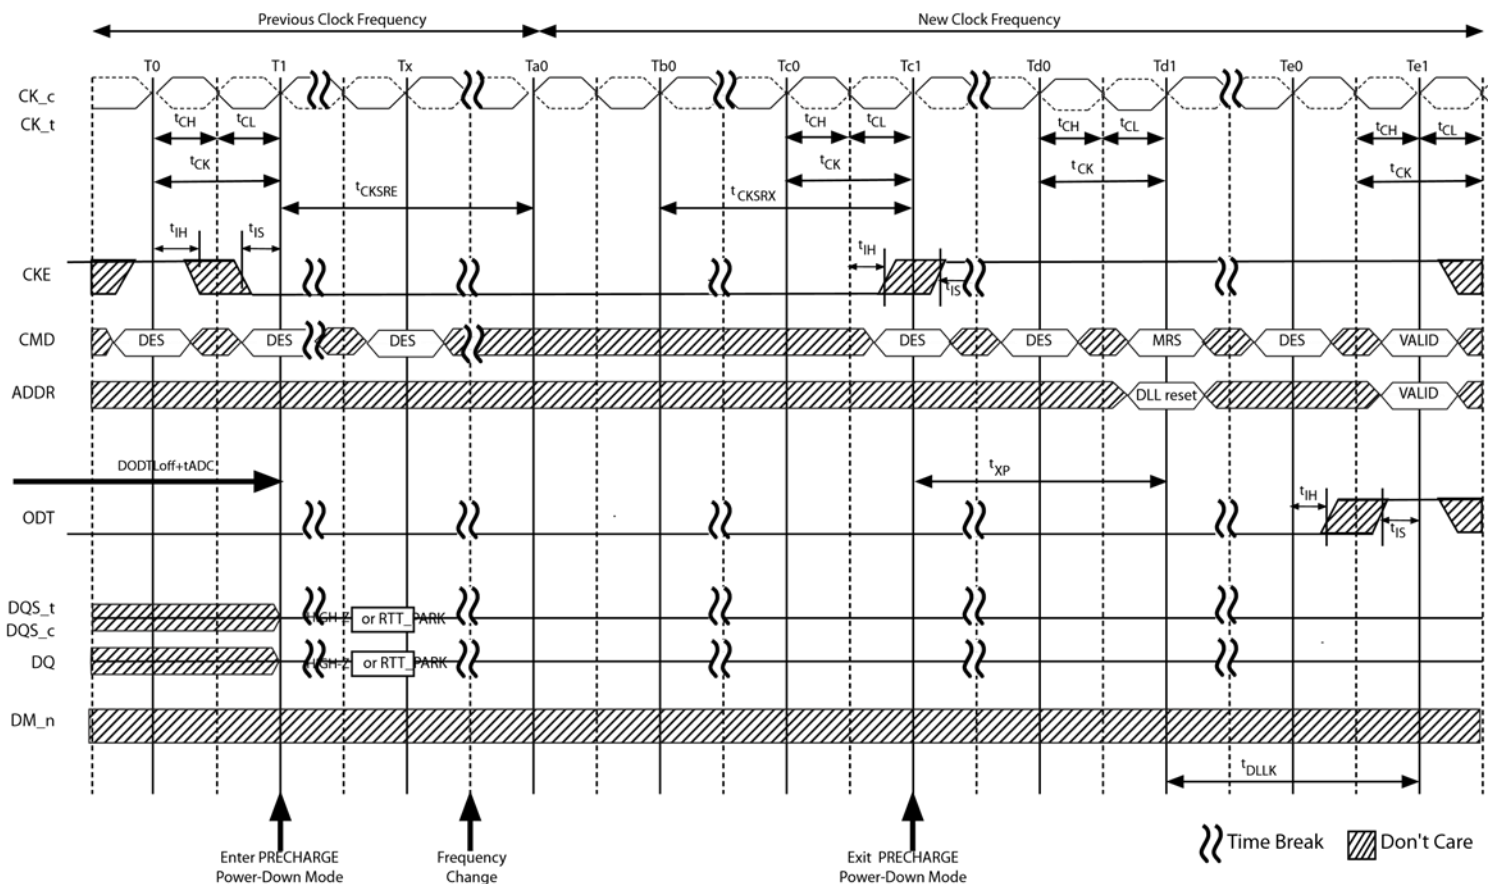 Previous Clock Frequency New Clock Frequency
T0 T1 Tx Ta0 Tb0 Tc0 Tc1 Td0 Td1 Te0 Te1
CK_c
CK_t
tCH tCL tCH tCL tCH tCL tCH tCL
tCK tCK tCK tCK
tCKSRE tCKSRX
tIH tIS tIH tIS
CKE
CMD DES DES DES DES DES MRS DES VALID
ADDR DLL reset VALID
DODTLoff+tADC tXP
ODT tIH tIS
DQS_t
DQS_c
HIGH-Z or RTT_PARK
DQ HIGH-Z or RTT_PARK
DM_n
tDLLK
Time Break Don't Care
Enter PRECHARGE
Power-Down Mode
Frequency
Change
Exit PRECHARGE
Power-Down Mode